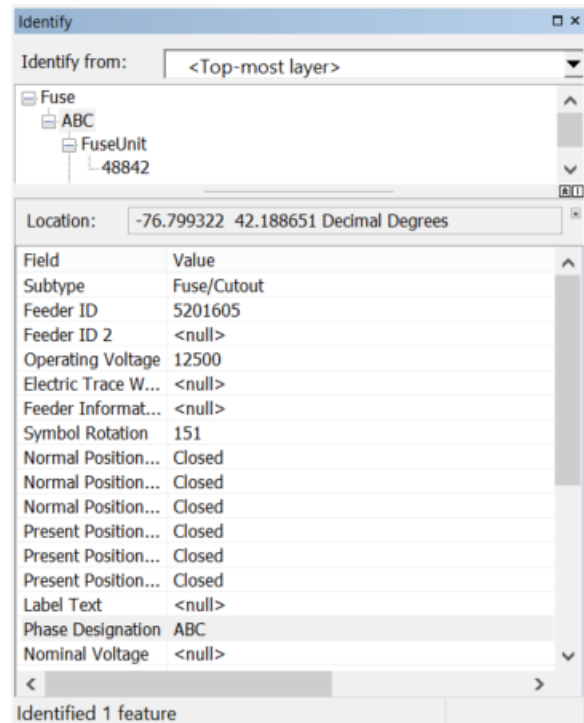 Identify
Identify from: <Top-most layer>
Fuse
ABC
FuseUnit
48842
Location: -76.799322 42.188651 Decimal Degrees
Field Value
Subtype Fuse/Cutout
Feeder ID 5201605
Feeder ID 2 <null>
Operating Voltage 12500
Electric Trace W... <null>
Feeder Informat... <null>
Symbol Rotation 151
Normal Position... Closed
Normal Position... Closed
Normal Position... Closed
Present Position... Closed
Present Position... Closed
Present Position... Closed
Label Text <null>
Phase Designation ABC
Nominal Voltage <null>
Identified 1 feature